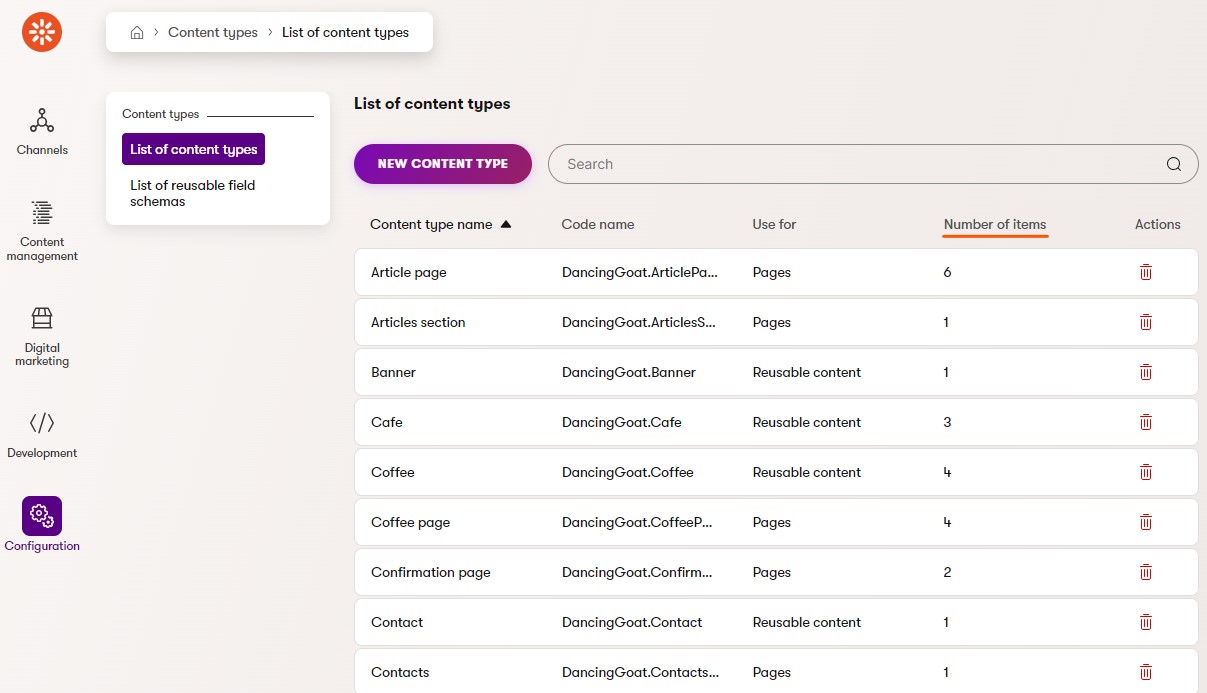 Content types > List of content types
Channels
Content
management
Digital
marketing
Development
Configuration
Content types
List of content types
List of reusable field
schemas
List of content types
NEW CONTENT TYPE
Search
Content type name Code name Use for Number of items Actions
Article page DancingGoat.ArticlePa... Pages 6
Articles section DancingGoat.ArticlesS... Pages 1
Banner DancingGoat.Banner Reusable content 1
Cafe DancingGoat.Cafe Reusable content 3
Coffee DancingGoat.Coffee Reusable content 4
Coffee page DancingGoat.CoffeeP... Pages 4
Confirmation page DancingGoat.Confirm... Pages 2
Contact DancingGoat.Contact Reusable content 1
Contacts DancingGoat.Contacts... Pages 1